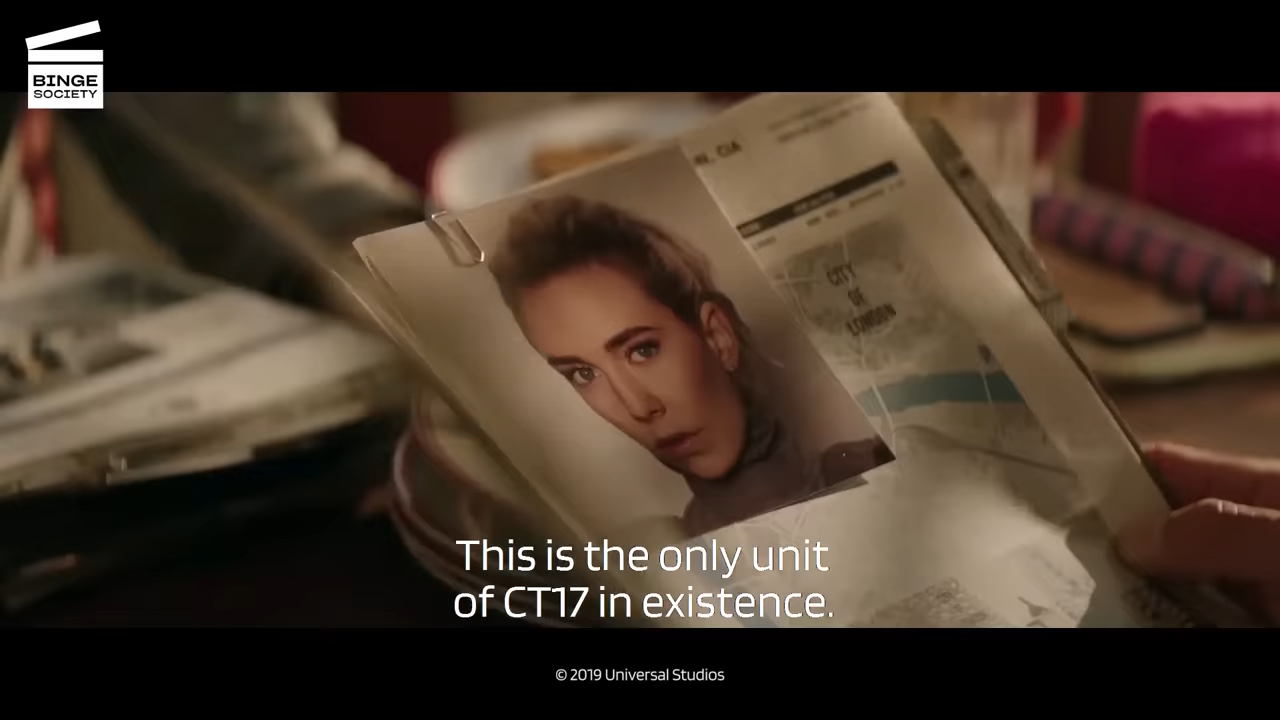 BINGE
SOCIETY
CIA
CITY
OF
LONDON
This is the only unit
of CT17 in existence.
© 2019 Universal Studios